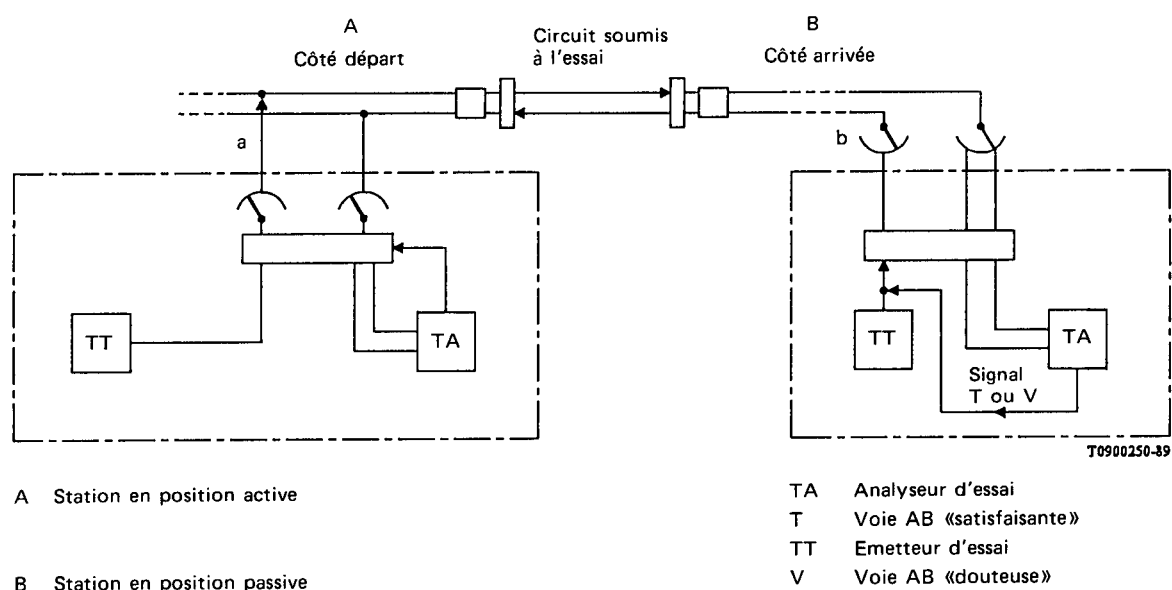 A
Côté départ
Circuit soumis
à l'essai
B
Côté arrivée
a
b
TT
TA
TT
TA
Signal
T ou V
T0900250-89
A Station en position active
B Station en position passive
TA Analyseur d'essai
T Voie AB «satisfaisante»
TT Emetteur d'essai
V Voie AB «douteuse»